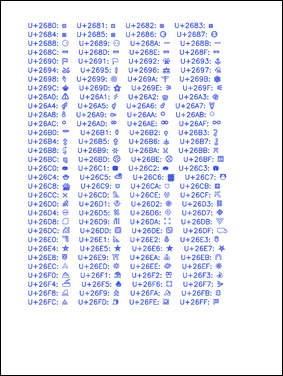 U+2680: ⚀ U+2681: ⚁ U+2682: ⚂ U+2683: ⚃
U+2684: ⚄ U+2685: ⚅ U+2686: ⚆ U+2687: ⚇
U+2688: ⚈ U+2689: ⚉ U+268A: ⚊ U+268B: ⚋
U+268C: ⚌ U+268D: ⚍ U+268E: ⚎ U+268F: ⚏
U+2690: ⚐ U+2691: ⚑ U+2692: ⚒ U+2693: ⚓
U+2694: ⚔ U+2695: ⚕ U+2696: ⚖ U+2697: ⚗
U+2698: ⚘ U+2699: ⚙ U+269A: ⚚ U+269B: ⚛
U+269C: ⚜ U+269D: ⚝ U+269E: ⚞ U+269F: ⚟
U+26A0: ⚠ U+26A1: ⚡ U+26A2: ⚢ U+26A3: ⚣
U+26A4: ⚤ U+26A5: ⚥ U+26A6: ⚦ U+26A7: ⚧
U+26A8: ⚨ U+26A9: ⚩ U+26AA: ⚪ U+26AB: ⚫
U+26AC: ⚬ U+26AD: ⚭ U+26AE: ⚮ U+26AF: ⚯
U+26B0: ⚰ U+26B1: ⚱ U+26B2: ⚲ U+26B3: ⚳
U+26B4: ⚴ U+26B5: ⚵ U+26B6: ⚶ U+26B7: ⚷
U+26B8: ⚸ U+26B9: ⚹ U+26BA: ⚺ U+26BB: ⚻
U+26BC: ⚼ U+26BD: ⚽ U+26BE: ⚾ U+26BF: ⚿
U+26C0: ⛀ U+26C1: ⛁ U+26C2: ⛂ U+26C3: ⛃
U+26C4: ⛄ U+26C5: ⛅ U+26C6: ⛆ U+26C7: ⛇
U+26C8: ⛈ U+26C9: ⛉ U+26CA: ⛊ U+26CB: ⛋
U+26CC: ⛌ U+26CD: ⛍ U+26CE: ⛎ U+26CF: ⛏
U+26D0: ⛐ U+26D1: ⛑ U+26D2: ⛒ U+26D3: ⛓
U+26D4: ⛔ U+26D5: ⛕ U+26D6: ⛖ U+26D7: ⛗
U+26D8: ⛘ U+26D9: ⛙ U+26DA: ⛚ U+26DB: ⛛
U+26DC: ⛜ U+26DD: ⛝ U+26DE: ⛞ U+26DF: ⛟
U+26E0: ⛠ U+26E1: ⛡ U+26E2: ⛢ U+26E3: ⛣
U+26E4: ⛤ U+26E5: ⛥ U+26E6: ⛦ U+26E7: ⛧
U+26E8: ⛨ U+26E9: ⛩ U+26EA: ⛪ U+26EB: ⛫
U+26EC: ⛬ U+26ED: ⛭ U+26EE: ⛮ U+26EF: ⛯
U+26F0: ⛰ U+26F1: ⛱ U+26F2: ⛲ U+26F3: ⛳
U+26F4: ⛴ U+26F5: ⛵ U+26F6: ⛶ U+26F7: ⛷
U+26F8: ⛸ U+26F9: ⛹ U+26FA: ⛺ U+26FB: ⛻
U+26FC: ⛼ U+26FD: ⛽ U+26FE: ⛾ U+26FF: ⛿